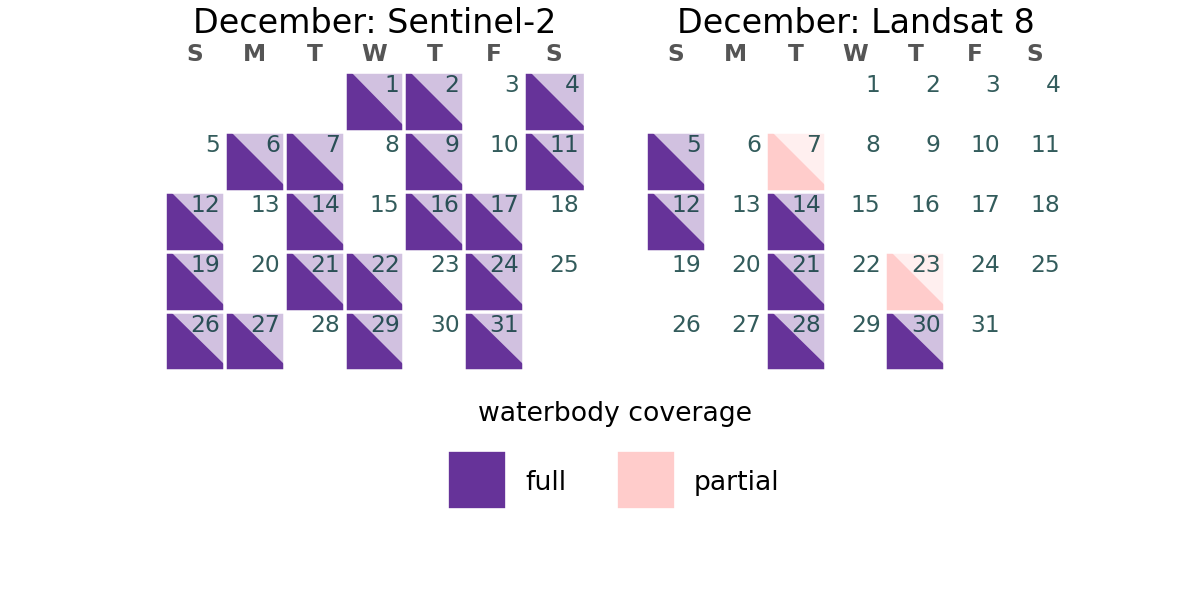 December: Sentinel-2
S M T W T F S
1 2 3 4
5 6 7 8 9 10 11
12 13 14 15 16 17 18
19 20 21 22 23 24 25
26 27 28 29 30 31
December: Landsat 8
S M T W T F S
1 2 3 4
5 6 7 8 9 10 11
12 13 14 15 16 17 18
19 20 21 22 23 24 25
26 27 28 29 30 31
waterbody coverage
full partial